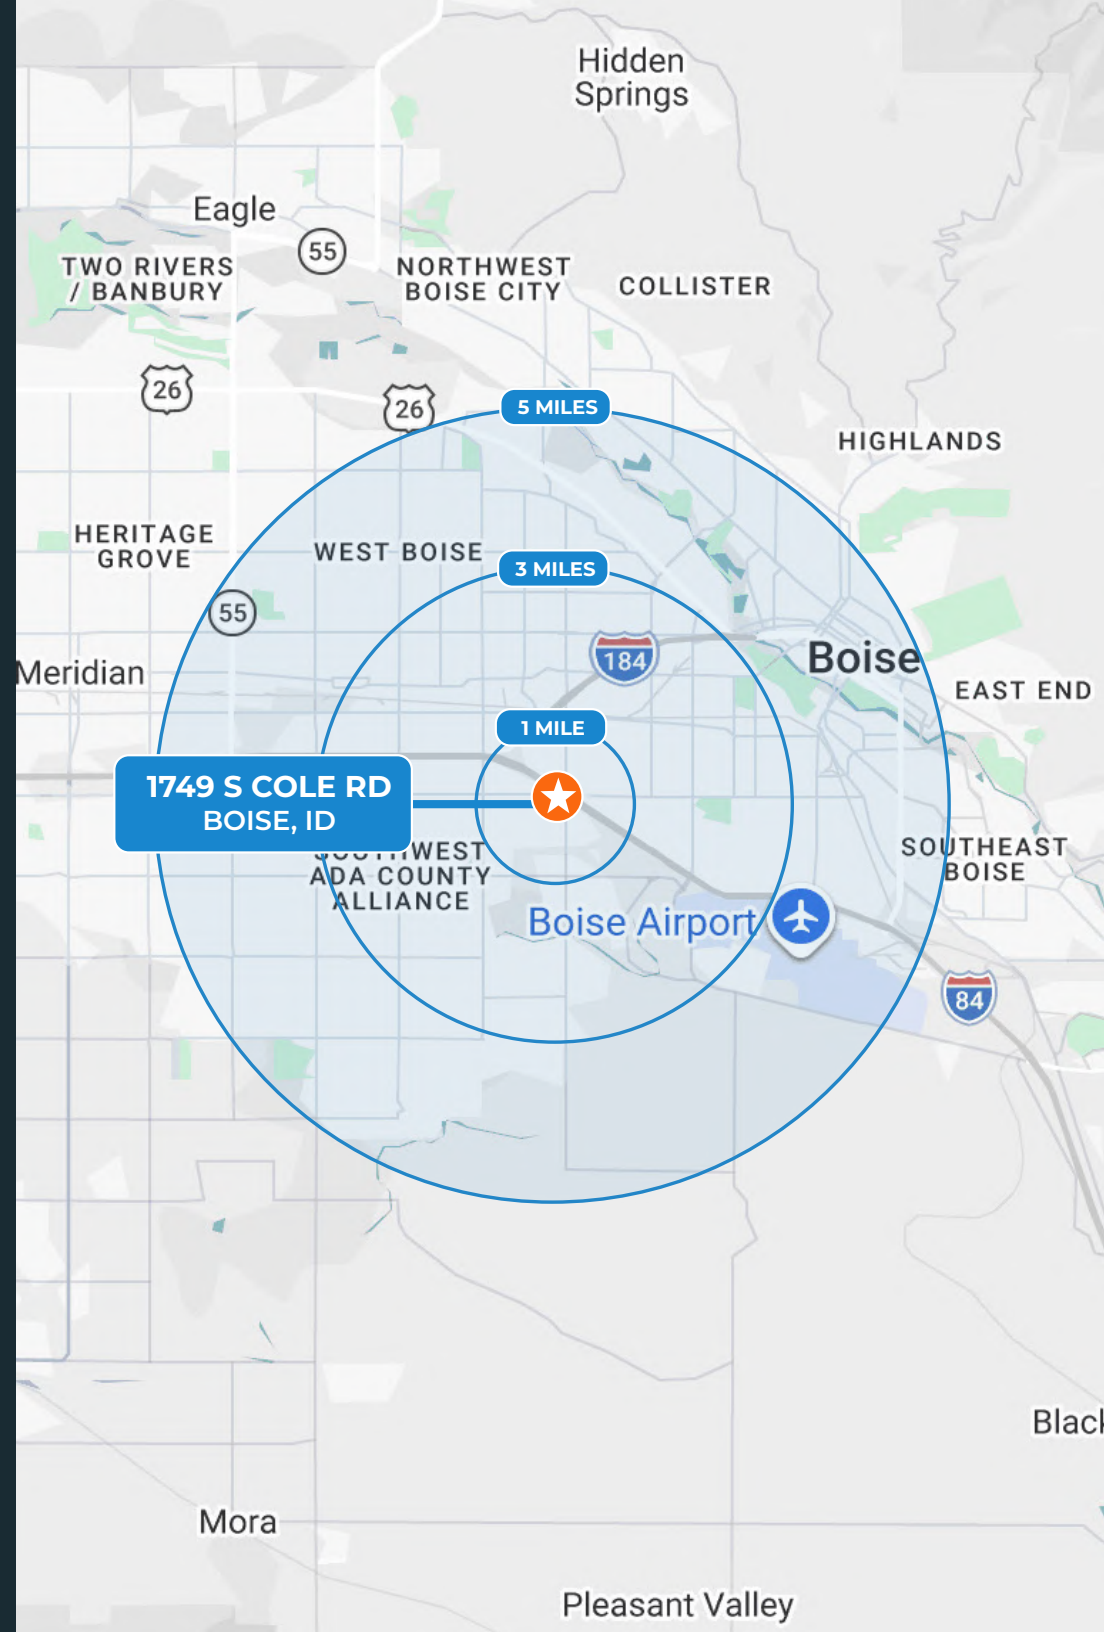 Hidden
Springs
Eagle
55
TWO RIVERS
/ BANBURY
NORTHWEST
BOISE CITY
COLLISTER
26
26
5 MILES
HIGHLANDS
HERITAGE
GROVE
WEST BOISE
3 MILES
55
184
Boise
Meridian
EAST END
1 MILE
1749 S COLE RD
BOISE, ID
SOUTHWEST
ADA COUNTY
ALLIANCE
SOUTHEAST
BOISE
Boise Airport
84
Black
Mora
Pleasant Valley